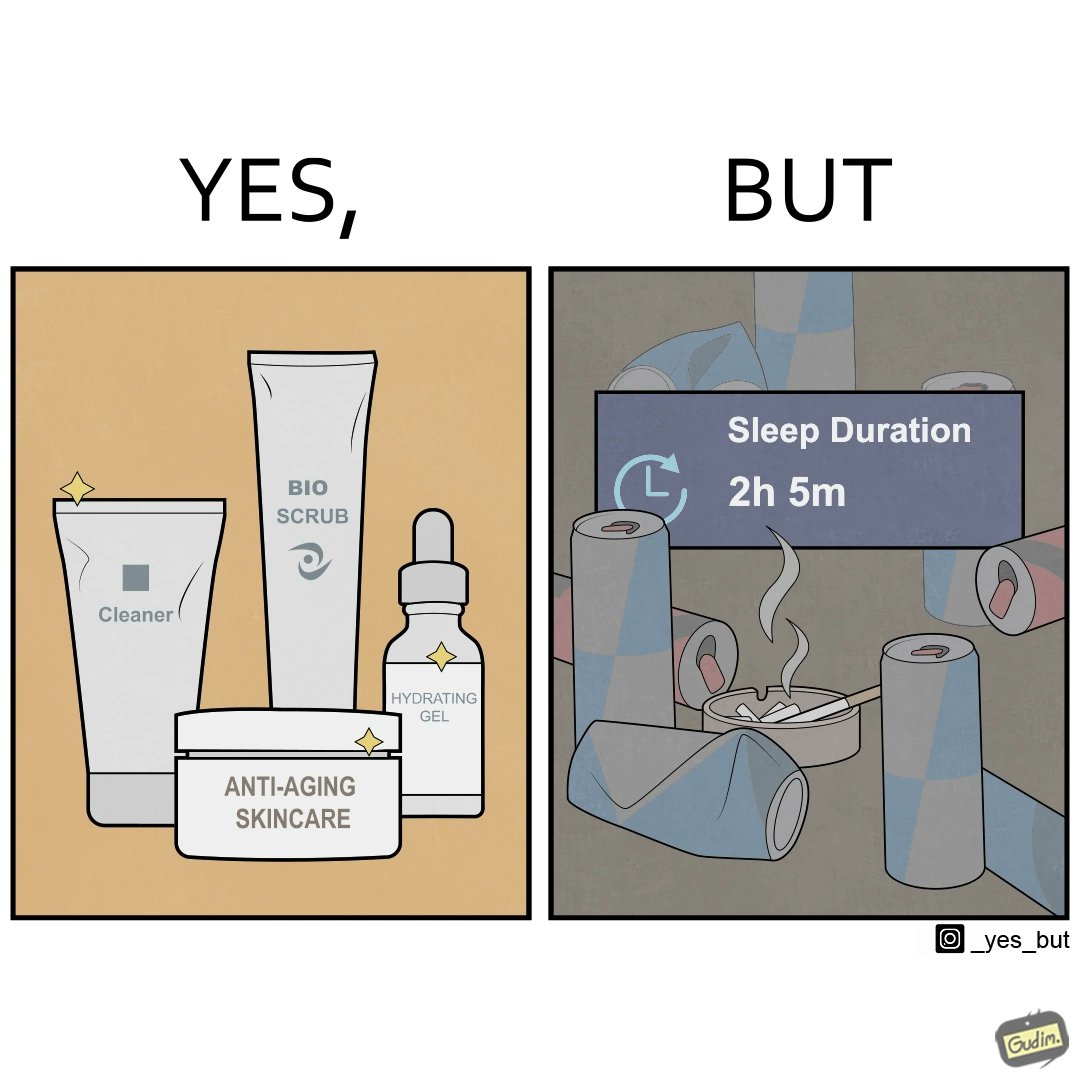 YES,
BUT
BIO
SCRUB
Cleaner
HYDRATING
GEL
ANTI-AGING
SKINCARE
Sleep Duration
2h 5m
_yes_but
Gudim.